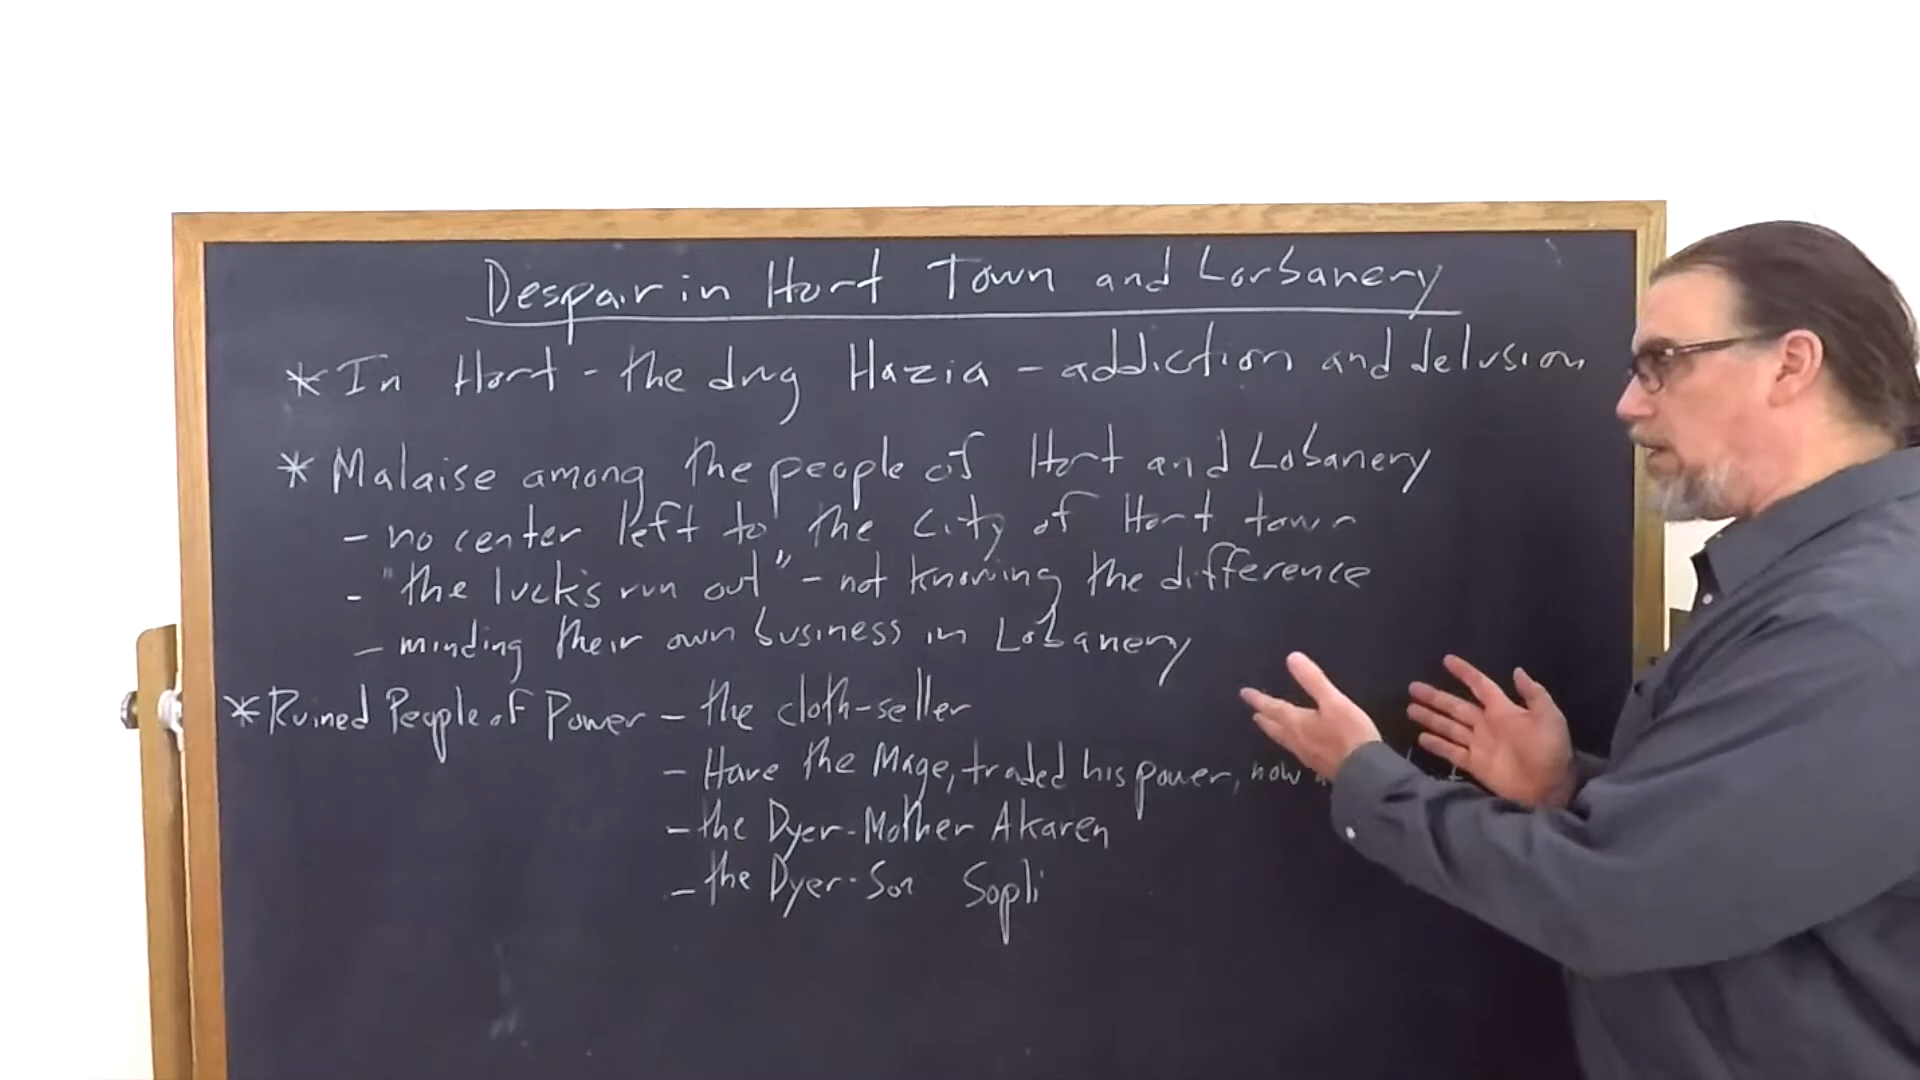 Despair in Hort Town and Lorbanery
* In Hort - the drug Hazia - addiction and delusion
* Malaise among the people of Hort and Lobanery
- no center left to the city of Hort town
- "the luck's run out" - not knowing the difference
- minding their own business in Lobanery
* Ruined People of Power - the cloth-seller
- Hare the Mage, traded his power, now
- the Dyer-Mother Akaren
- the Dyer-Son Sopli